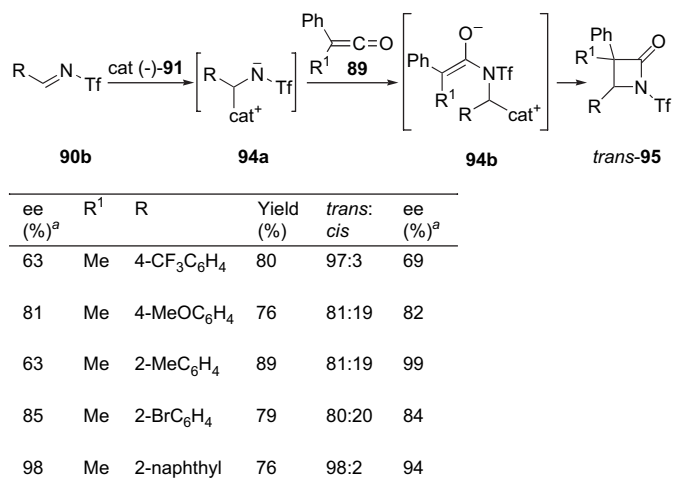 R N Tf
cat (-)-91
R N̄ Tf cat⁺
Ph C=O R¹ 89
Ph O⁻ R¹ NTf R cat⁺
Ph R¹ O R N Tf
90b 94a 94b trans-95
ee (%)ᵃ R¹ R Yield (%) trans: cis ee (%)ᵃ
63 Me 4-CF₃C₆H₄ 80 97:3 69
81 Me 4-MeOC₆H₄ 76 81:19 82
63 Me 2-MeC₆H₄ 89 81:19 99
85 Me 2-BrC₆H₄ 79 80:20 84
98 Me 2-naphthyl 76 98:2 94